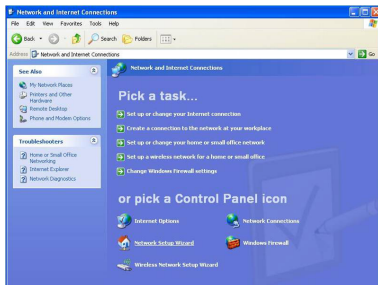 Network and Internet Connections
File Edit View Favorites Tools Help
Back Search Folders
Address Network and Internet Connections Go
See Also
My Network Places
Printers and Other
Hardware
Remote Desktop
Phone and Modem Options
Troubleshooters
Home or Small Office
Networking
Internet Explorer
Network Diagnostics
Network and Internet Connections
Pick a task...
Set up or change your Internet connection
Create a connection to the network at your workplace
Set up or change your home or small office network
Set up a wireless network for a home or small office
Change Windows Firewall settings
or pick a Control Panel icon
Internet Options Network Connections
Network Setup Wizard Windows Firewall
Wireless Network Setup Wizard